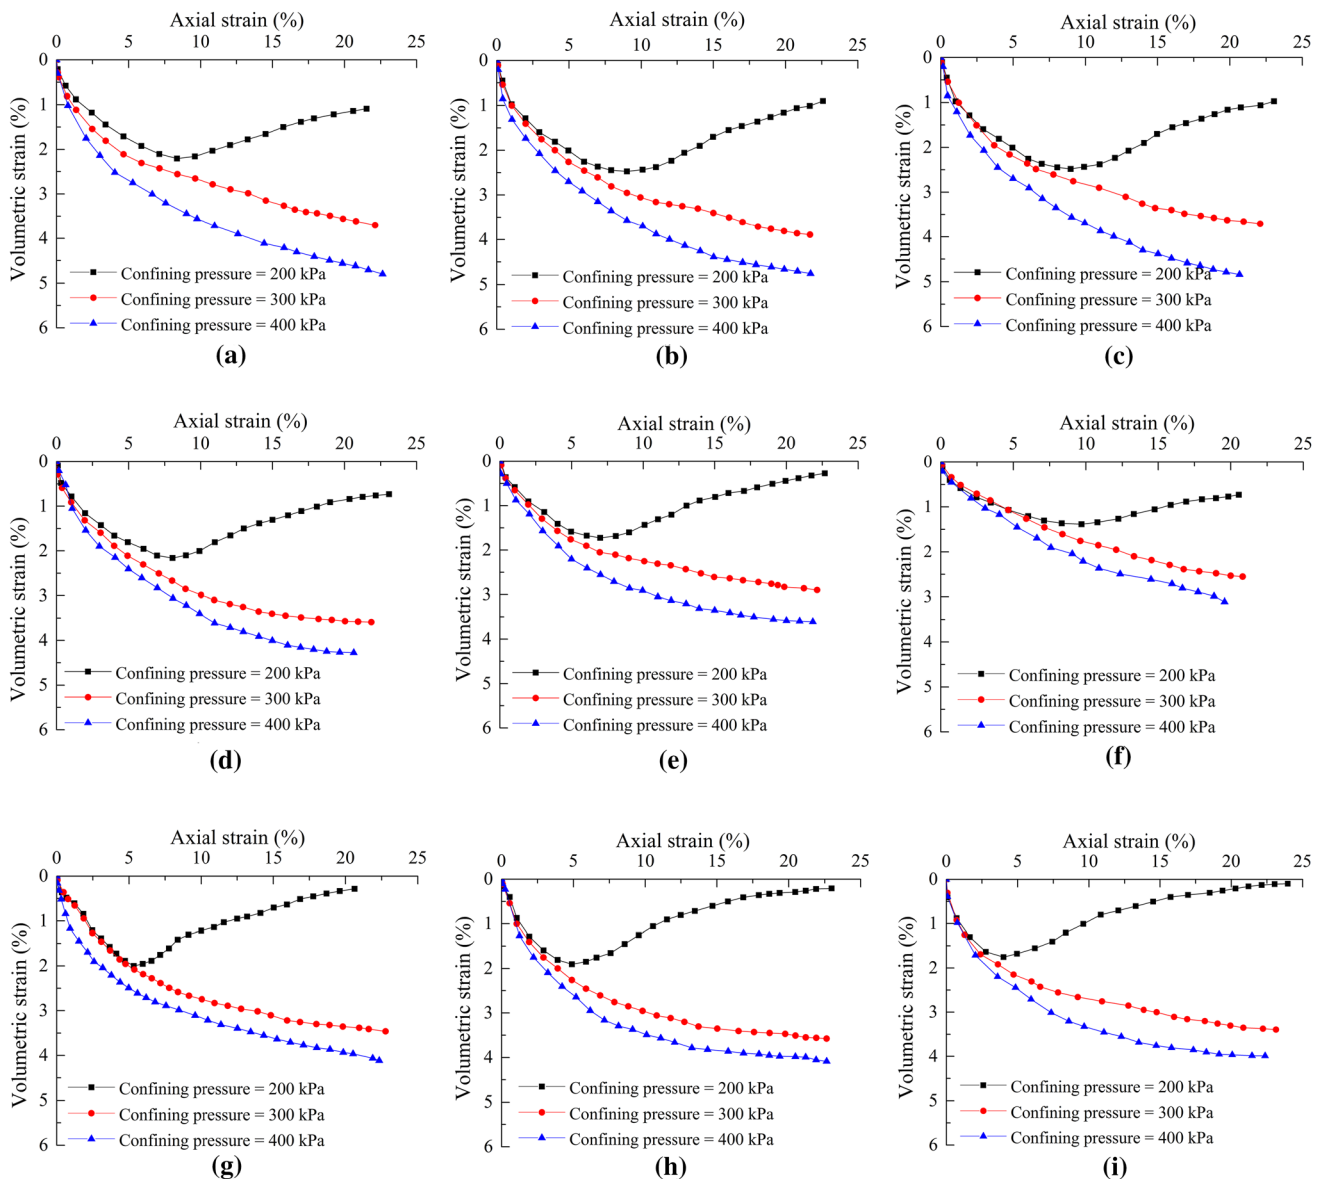 Axial strain (%)
0 5 10 15 20 25
0
1
2
3
4
5
6
Volumetric strain (%)
Confining pressure = 200 kPa
Confining pressure = 300 kPa
Confining pressure = 400 kPa
(a)
Axial strain (%)
0 5 10 15 20 25
0
1
2
3
4
5
6
Volumetric strain (%)
Confining pressure = 200 kPa
Confining pressure = 300 kPa
Confining pressure = 400 kPa
(b)
Axial strain (%)
0 5 10 15 20 25
0
1
2
3
4
5
6
Volumetric strain (%)
Confining pressure = 200 kPa
Confining pressure = 300 kPa
Confining pressure = 400 kPa
(c)
Axial strain (%)
0 5 10 15 20 25
0
1
2
3
4
5
6
Volumetric strain (%)
Confining pressure = 200 kPa
Confining pressure = 300 kPa
Confining pressure = 400 kPa
(d)
Axial strain (%)
0 5 10 15 20 25
0
1
2
3
4
5
6
Volumetric strain (%)
Confining pressure = 200 kPa
Confining pressure = 300 kPa
Confining pressure = 400 kPa
(e)
Axial strain (%)
0 5 10 15 20 25
0
1
2
3
4
5
6
Volumetric strain (%)
Confining pressure = 200 kPa
Confining pressure = 300 kPa
Confining pressure = 400 kPa
(f)
Axial strain (%)
0 5 10 15 20 25
0
1
2
3
4
5
6
Volumetric strain (%)
Confining pressure = 200 kPa
Confining pressure = 300 kPa
Confining pressure = 400 kPa
(g)
Axial strain (%)
0 5 10 15 20 25
0
1
2
3
4
5
6
Volumetric strain (%)
Confining pressure = 200 kPa
Confining pressure = 300 kPa
Confining pressure = 400 kPa
(h)
Axial strain (%)
0 5 10 15 20 25
0
1
2
3
4
5
6
Volumetric strain (%)
Confining pressure = 200 kPa
Confining pressure = 300 kPa
Confining pressure = 400 kPa
(i)